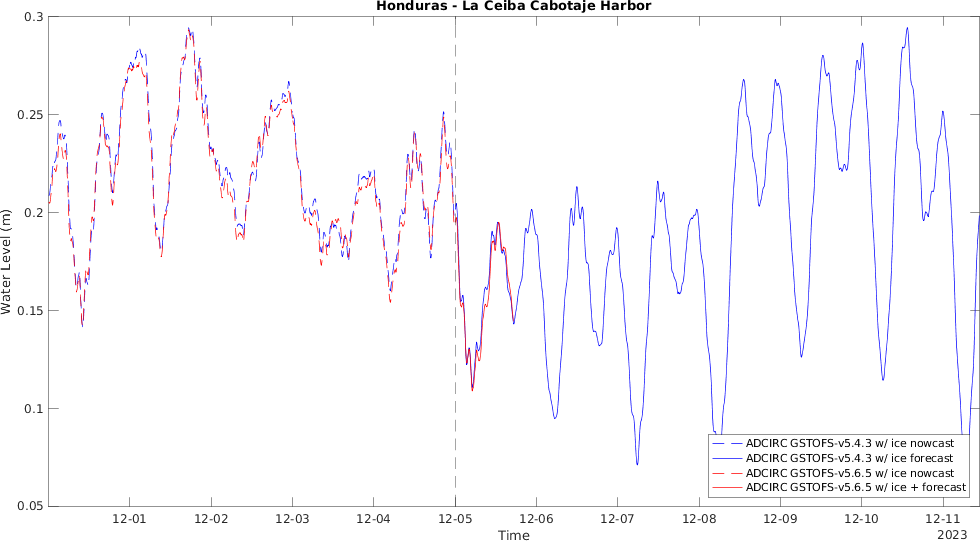 Honduras - La Ceiba Cabotaje Harbor
0.3
0.25
0.2
0.15
0.1
0.05
Water Level (m)
12-01 12-02 12-03 12-04 12-05 12-06 12-07 12-08 12-09 12-10 12-11
Time
2023
ADCIRC GSTOFS-v5.4.3 w/ ice nowcast
ADCIRC GSTOFS-v5.4.3 w/ ice forecast
ADCIRC GSTOFS-v5.6.5 w/ ice nowcast
ADCIRC GSTOFS-v5.6.5 w/ ice + forecast